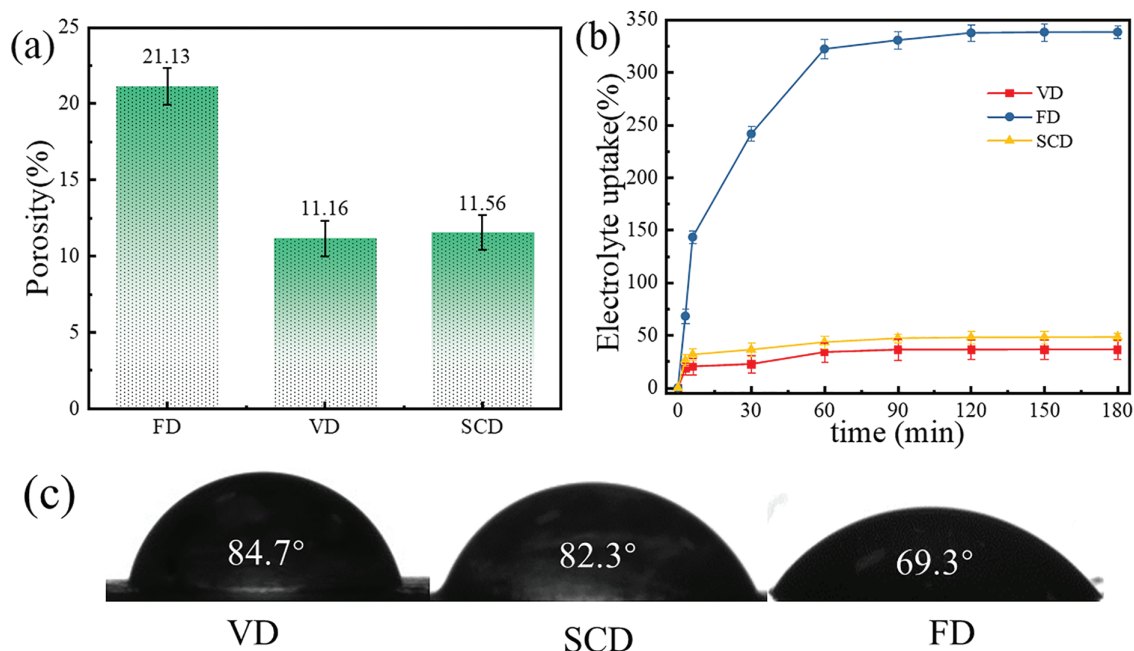 (a)
Porosity(%)
25
20
15
10
5
0
21.13
11.16
11.56
FD
VD
SCD
(b)
Electrolyte uptake(%)
350
300
250
200
150
100
50
0
VD
FD
SCD
0 30 60 90 120 150 180
time (min)
(c)
84.7°
82.3°
69.3°
VD
SCD
FD